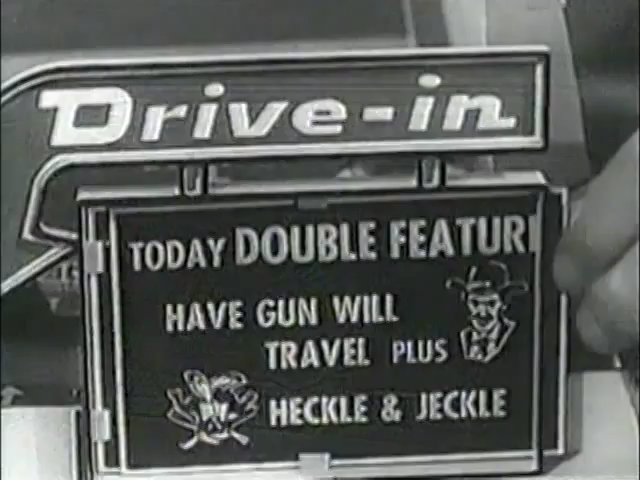 Drive-in
TODAY DOUBLE FEATUR
HAVE GUN WILL
TRAVEL PLUS
HECKLE & JECKLE